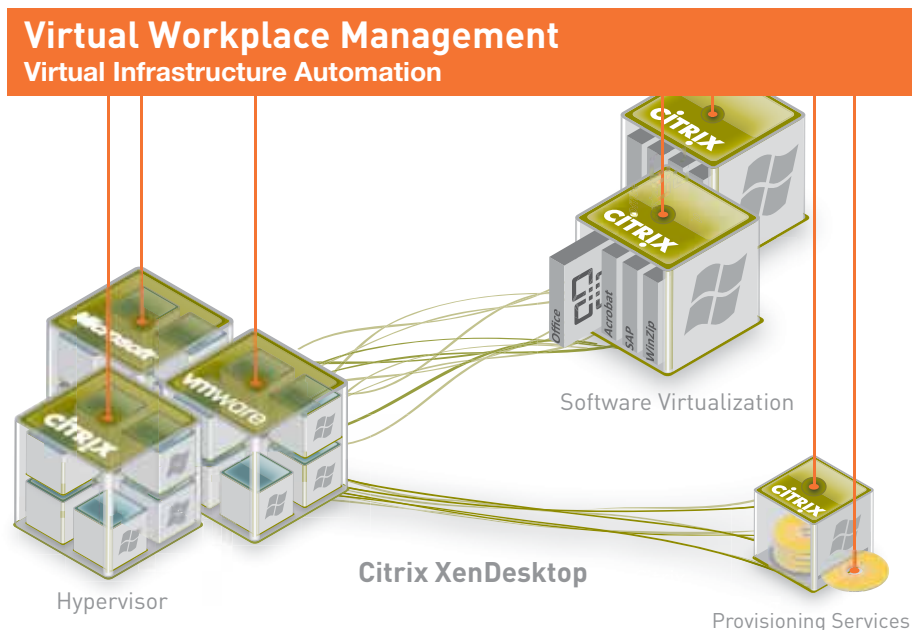 Virtual Workplace Management
Virtual Infrastructure Automation
CITRIX
CITRIX
Office
Acrobat
SAP
WinZip
Software Virtualization
Microsoft
vmware
CITRIX
CITRIX
Citrix XenDesktop
Hypervisor
Provisioning Services